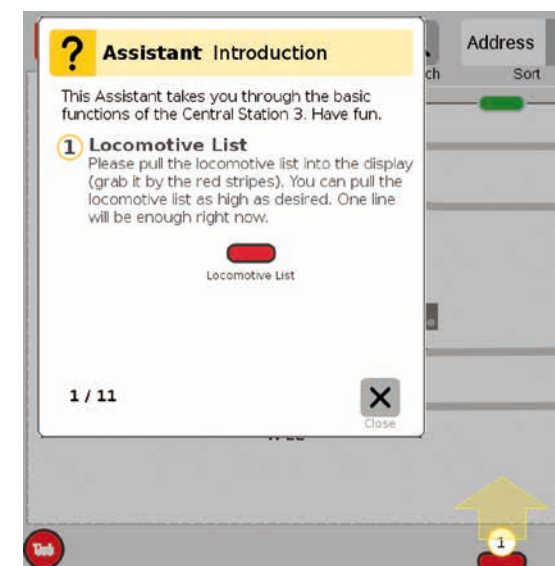 ? Assistant Introduction
Address
Sort
ch
This Assistant takes you through the basic
functions of the Central Station 3. Have fun.
1 Locomotive List
Please pull the locomotive list into the display
(grab it by the red stripes). You can pull the
locomotive list as high as desired. One line
will be enough right now.
Locomotive List
1 / 11
Close
1